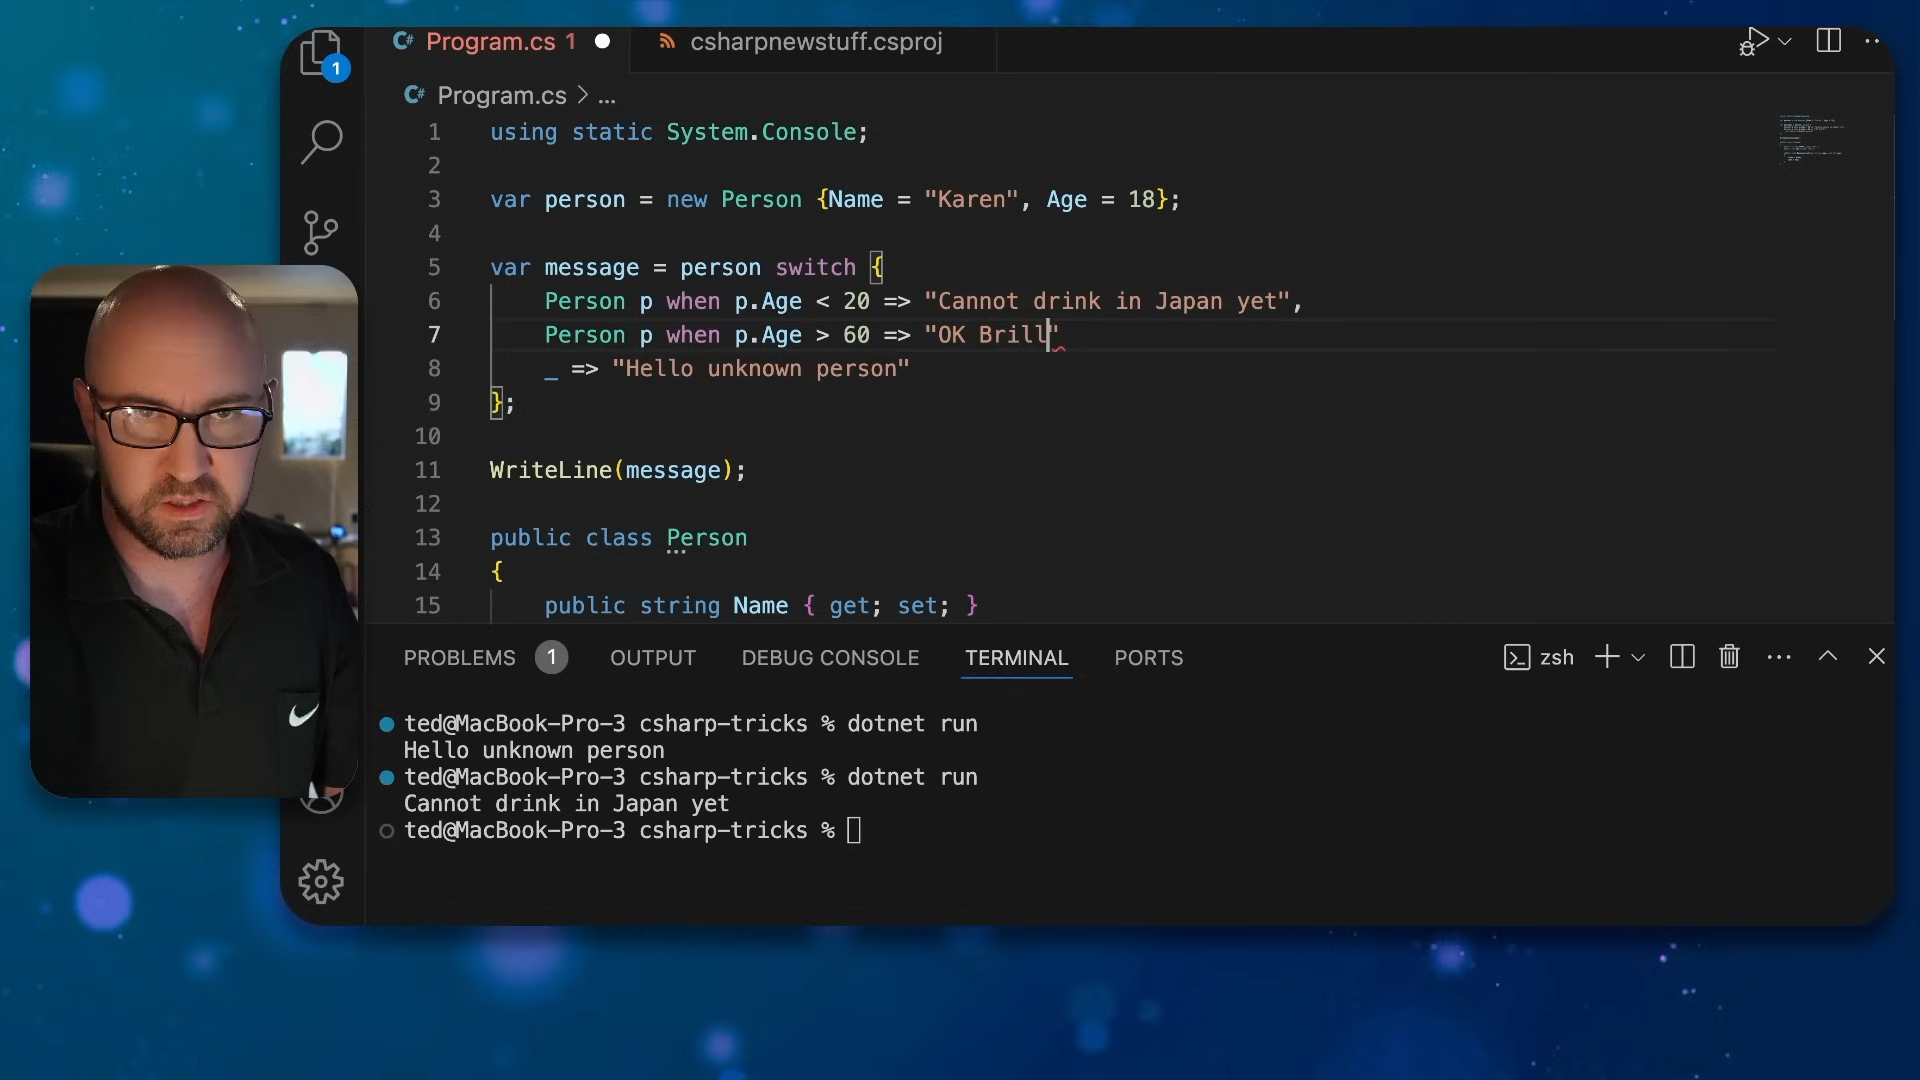 C# Program.cs 1
csharpnewstuff.csproj
1
C# Program.cs > ...
1 using static System.Console;
2
3 var person = new Person {Name = "Karen", Age = 18};
4
5 var message = person switch {
6 Person p when p.Age < 20 => "Cannot drink in Japan yet",
7 Person p when p.Age > 60 => "OK Brill"
8 _ => "Hello unknown person"
9 };
10
11 WriteLine(message);
12
13 public class Person
14 {
15 public string Name { get; set; }
PROBLEMS 1 OUTPUT DEBUG CONSOLE TERMINAL PORTS zsh
ted@MacBook-Pro-3 csharp-tricks % dotnet run
Hello unknown person
ted@MacBook-Pro-3 csharp-tricks % dotnet run
Cannot drink in Japan yet
ted@MacBook-Pro-3 csharp-tricks %